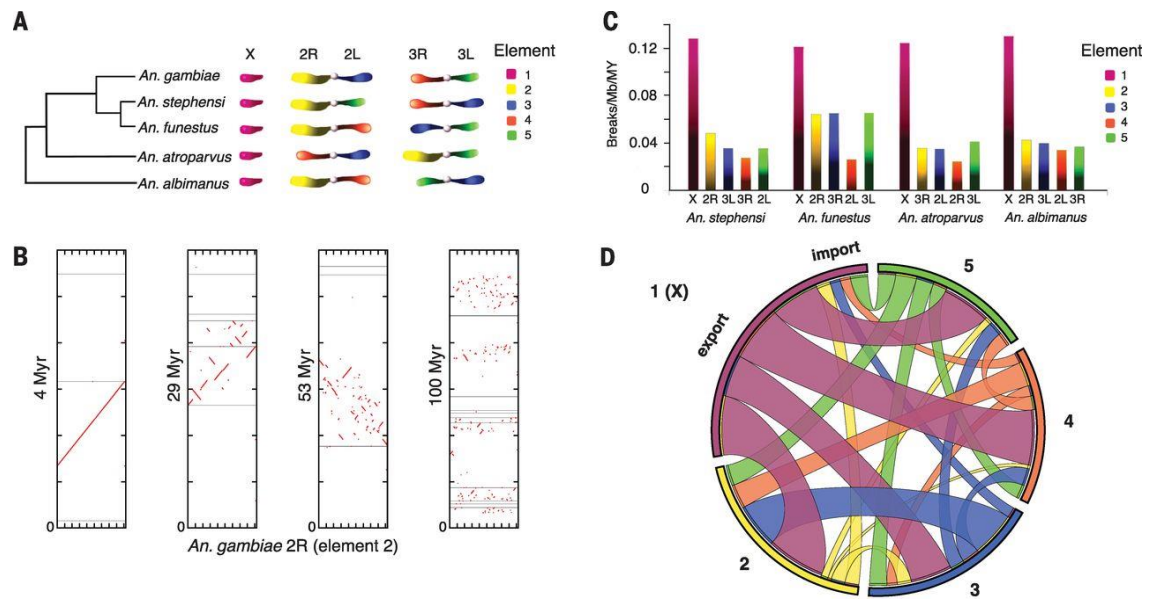 A
X 2R 2L 3R 3L Element
An. gambiae
An. stephensi
An. funestus
An. atroparvus
An. albimanus
1
2
3
4
5
B
4 Myr
0
29 Myr
0
53 Myr
0
100 Myr
0
An. gambiae 2R (element 2)
C
Breaks/Mb/MY
0.12
0.08
0.04
0
X 2R 3L 3R 2L
X 2R 3R 2L 3L
X 3R 2L 2R 3L
X 2R 3L 2L 3R
An. stephensi
An. funestus
An. atroparvus
An. albimanus
Element
1
2
3
4
5
D
1 (X)
import
export
5
4
3
2